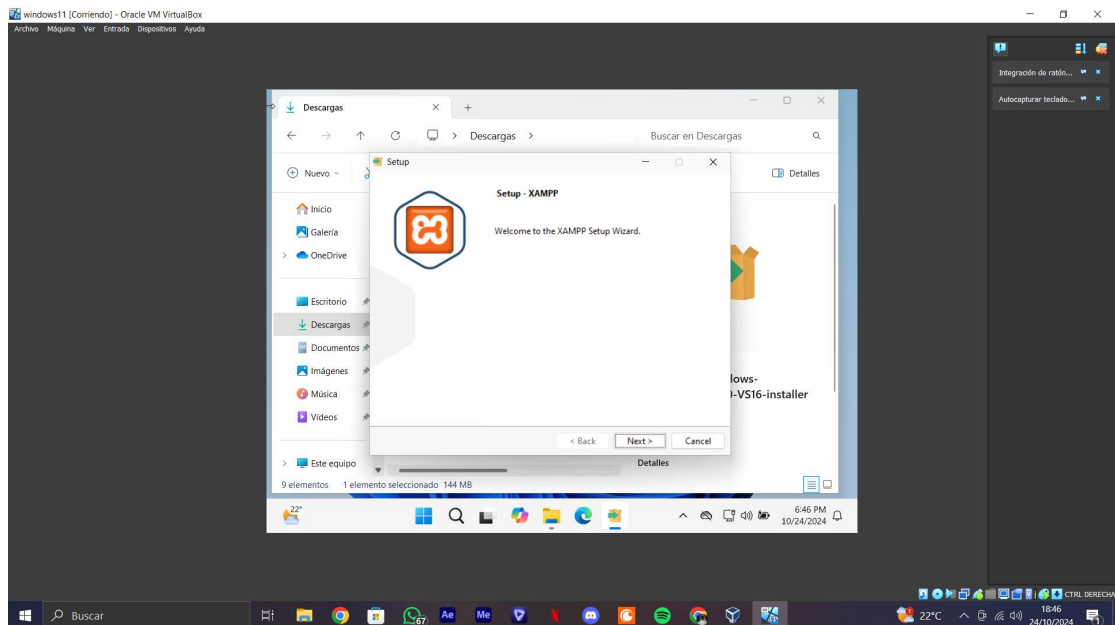 windows11 [Corriendo] - Oracle VM VirtualBox
Archivo Máquina Ver Entrada Dispositivos Ayuda
Integración de ratón...
Autocapturar teclado...
Descargas
Descargas
Buscar en Descargas
Nuevo
Detalles
Setup
Setup - XAMPP
Welcome to the XAMPP Setup Wizard.
Inicio
Galería
OneDrive
Escritorio
Descargas
Documentos
Imágenes
Música
Vídeos
Este equipo
lows-
-VS16-installer
< Back Next > Cancel
Detalles
9 elementos 1 elemento seleccionado 144 MB
22°
6:46 PM
10/24/2024
CTRL DERECHA
Buscar
67
Ae
Me
22°C
18:46
24/10/2024